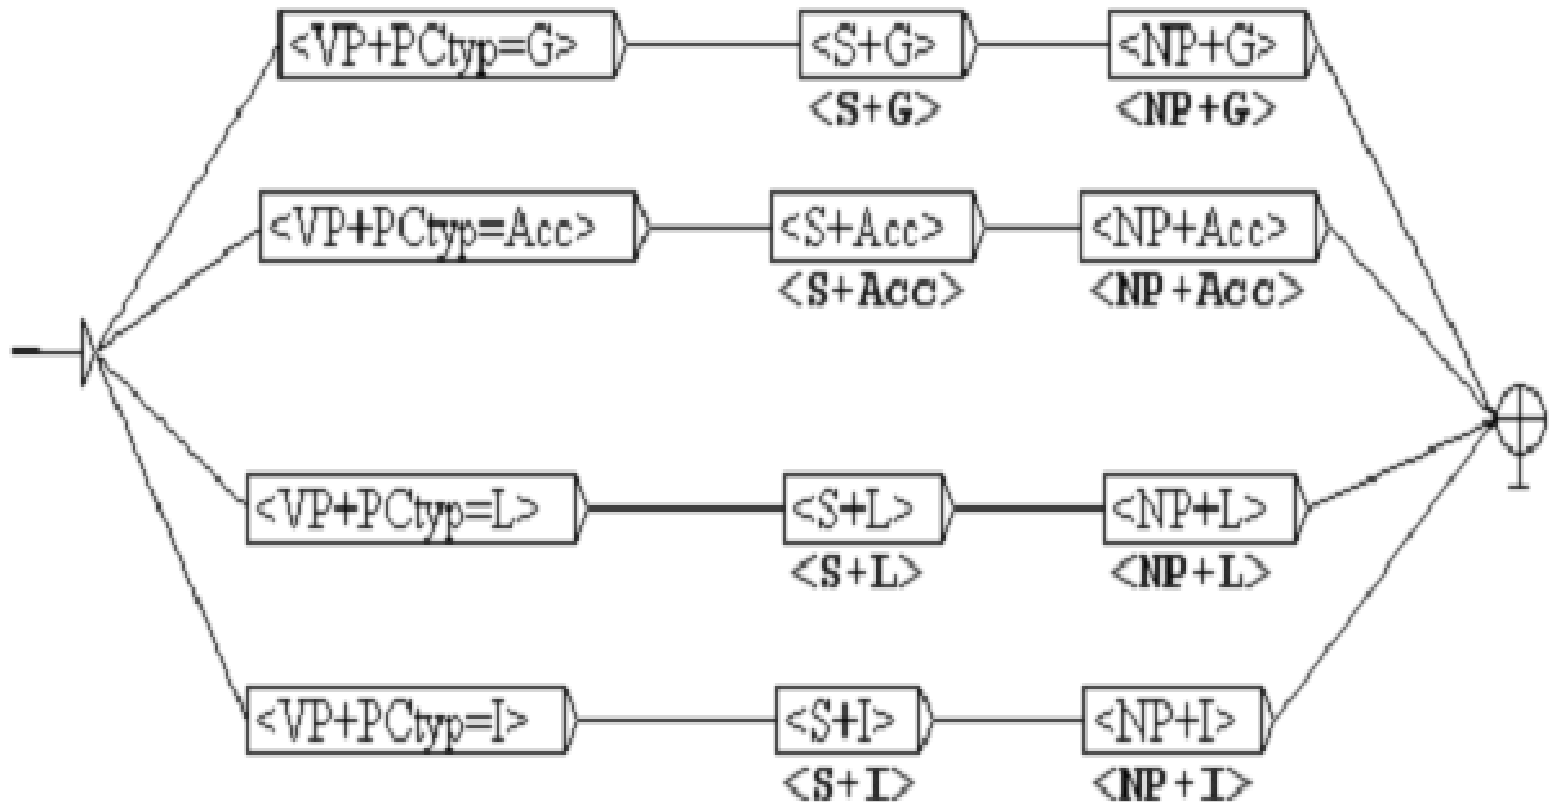 <VP+PCtyp=G> <S+G> <NP+G>
<S+G> <NP+G>
<VP+PCtyp=Acc> <S+Acc> <NP+Acc>
<S+Acc> <NP+Acc>
<VP+PCtyp=L> <S+L> <NP+L>
<S+L> <NP+L>
<VP+PCtyp=I> <S+I> <NP+I>
<S+I> <NP+I>